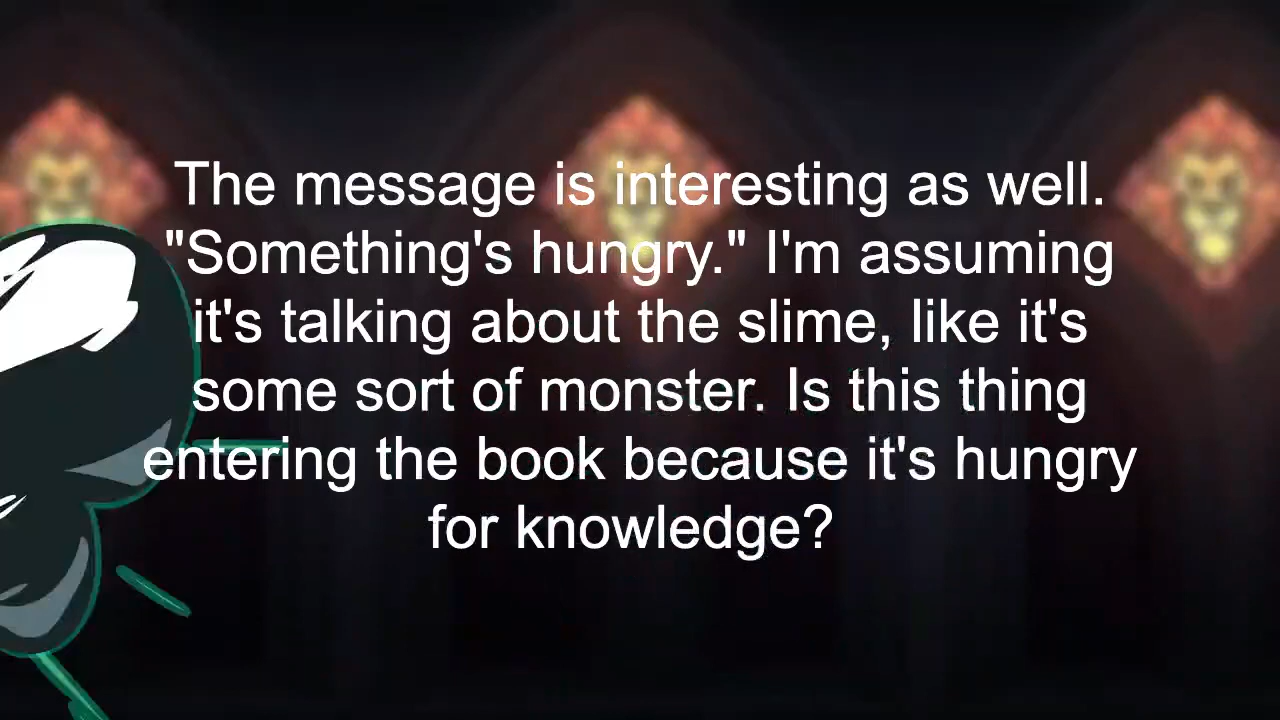 The message is interesting as well.
"Something's hungry." I'm assuming
it's talking about the slime, like it's
some sort of monster. Is this thing
entering the book because it's hungry
for knowledge?